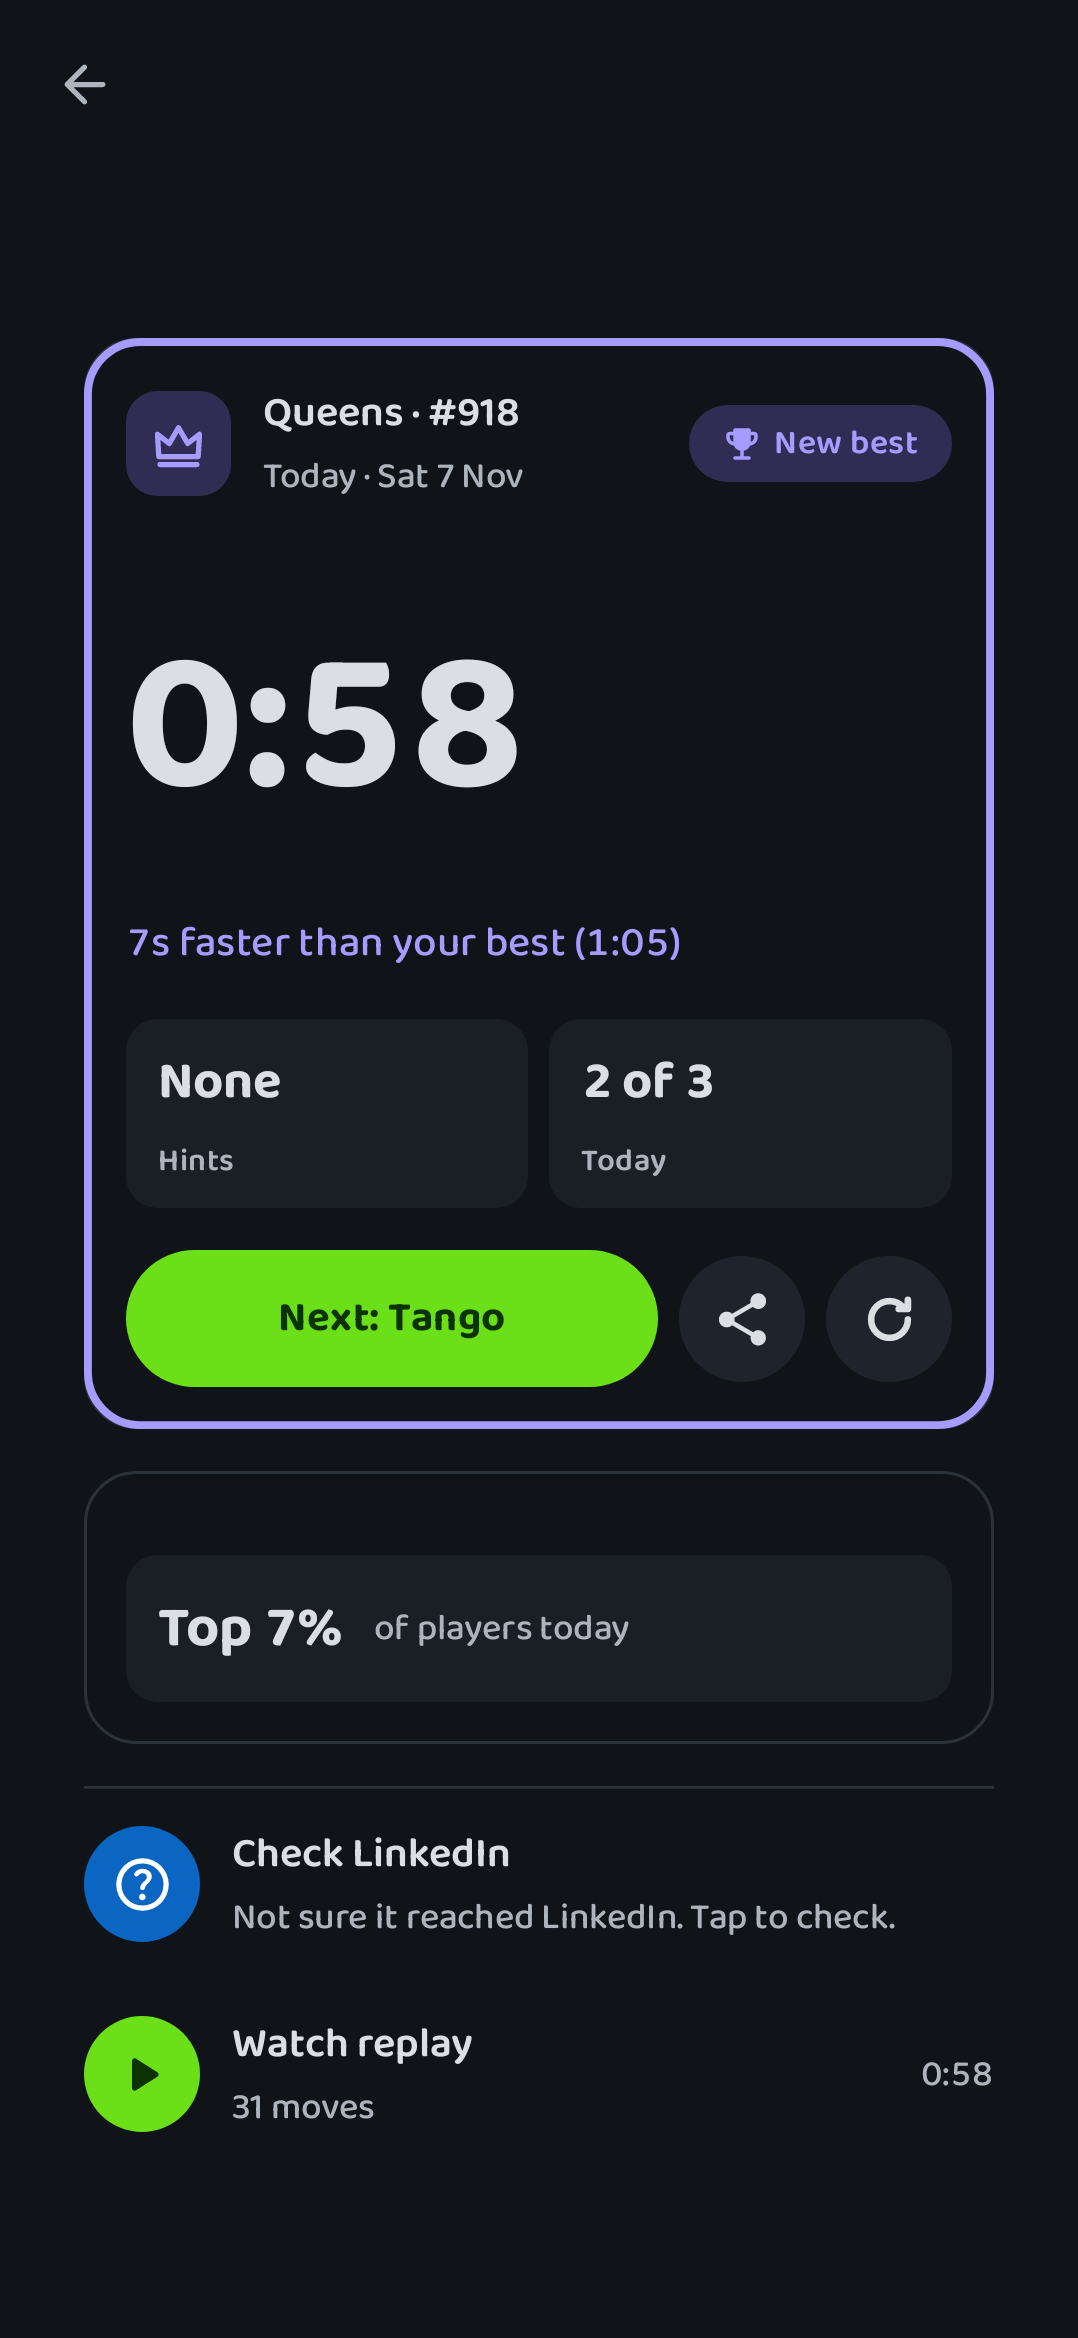 Queens · #918
Today · Sat 7 Nov
New best
0:58
7s faster than your best (1:05)
None
Hints
2 of 3
Today
Next: Tango
Top 7% of players today
Check LinkedIn
Not sure it reached LinkedIn. Tap to check.
Watch replay
31 moves
0:58